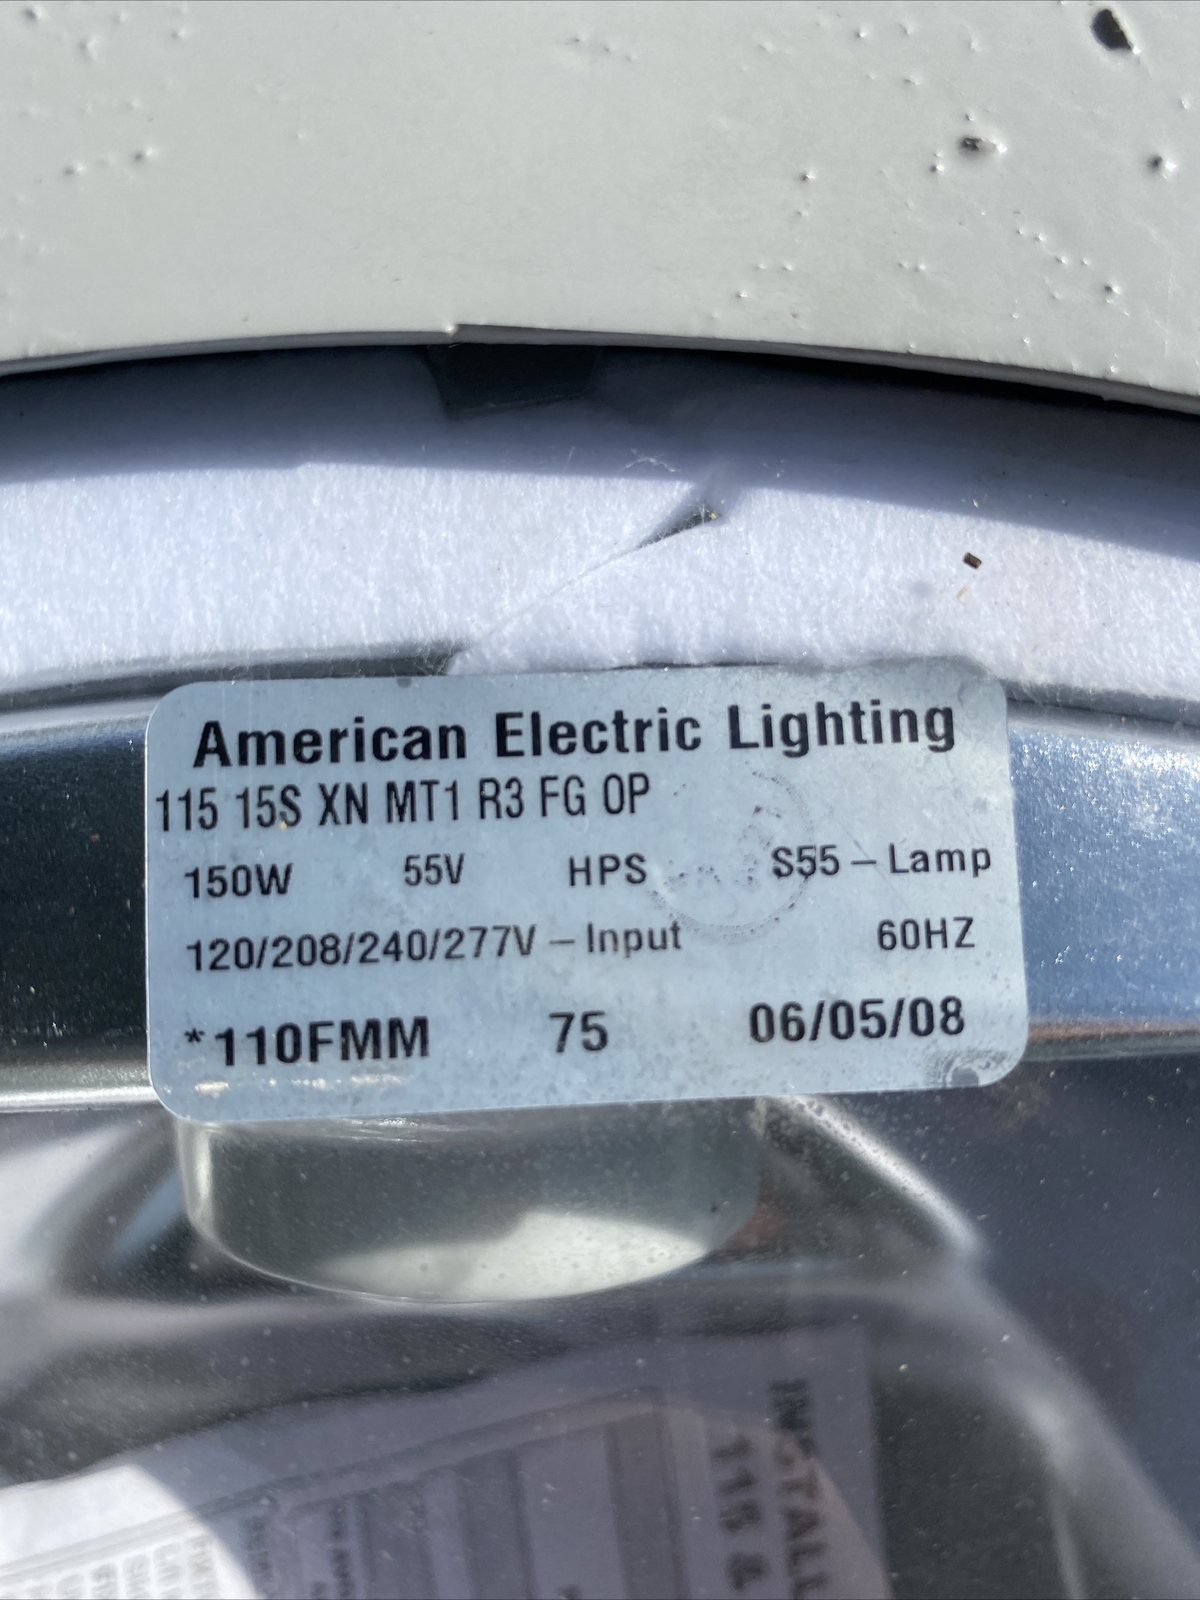 American Electric Lighting
115 15S XN MT1 R3 FG OP
150W 55V HPS S55 – Lamp
120/208/240/277V – Input 60HZ
*110FMM 75 06/05/08